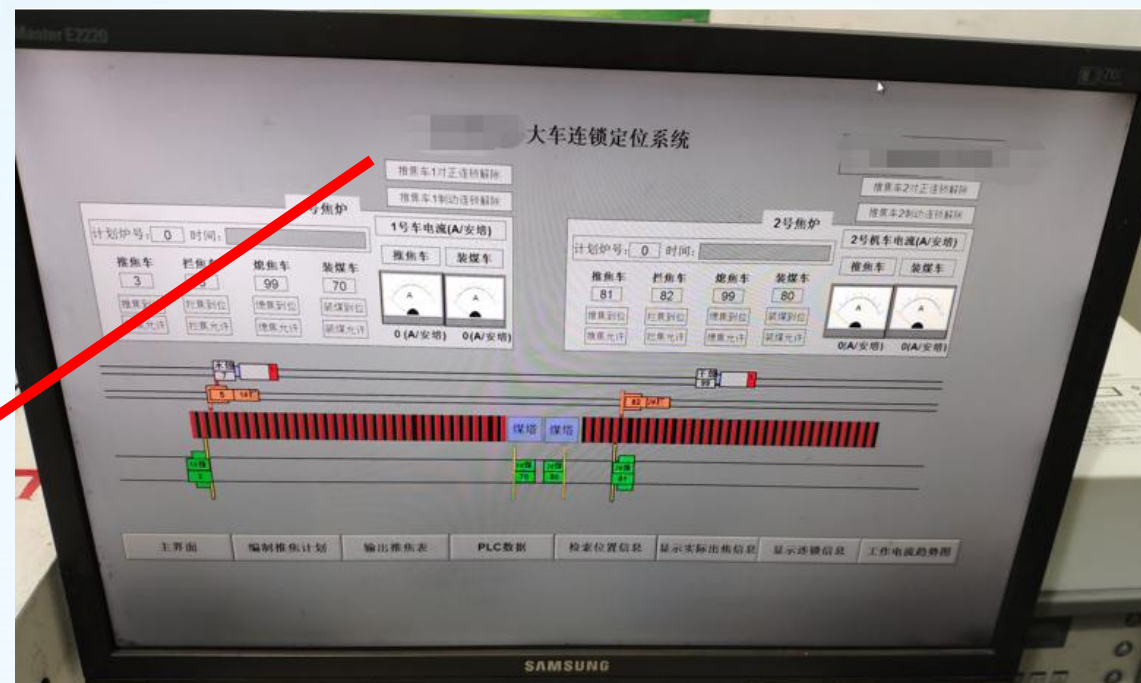 Master E2220
大车连锁定位系统
推焦车1对正连锁解除
推焦车1制动连锁解除
推焦车2对正连锁解除
推焦车2制动连锁解除
号焦炉
1号车电流(A/安培)
计划炉号: 0 时间:
推焦车 装煤车
推焦车 拦焦车 熄焦车 装煤车
3 99 70
拦焦到位 熄焦到位 装煤到位
拦焦允许 熄焦允许 装煤允许
A A
0 (A/安培) 0(A/安培)
2号焦炉
2号机车电流(A/安培)
计划炉号: 0 时间:
推焦车 装煤车
推焦车 拦焦车 熄焦车 装煤车
81 82 99 80
推焦到位 拦焦到位 熄焦到位 装煤到位
推焦允许 拦焦允许 熄焦允许 装煤允许
A A
0(A/安培) 0(A/安培)
7
99
5 1#
82 2#
煤塔 煤塔
70 80
81
主界面 编制推焦计划 输出推焦表 PLC数据 检索位置信息 显示实际出焦信息 显示连锁信息 工作电流趋势图
SAMSUNG